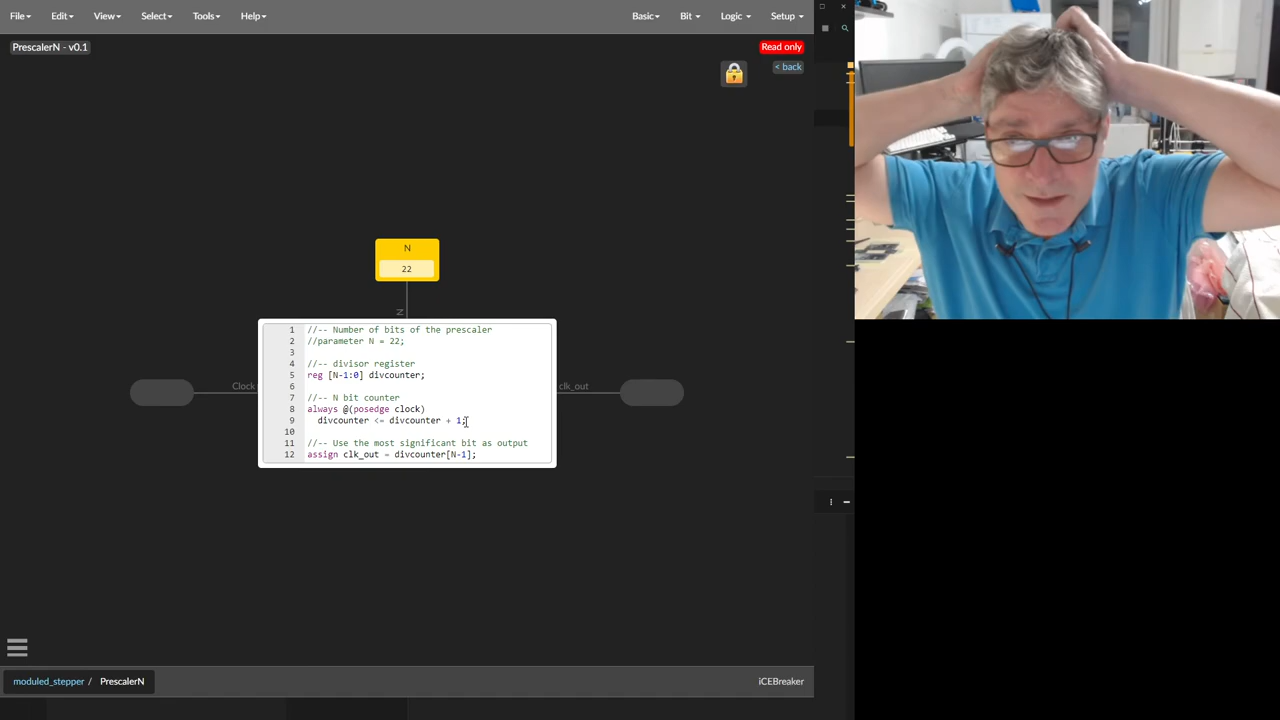 File Edit View Select Tools Help Basic Bit Logic Setup
PrescalerN - v0.1
Read only
< back
N
22
N
Clock
clk_out
1 //-- Number of bits of the prescaler
2 //parameter N = 22;
3
4 //-- divisor register
5 reg [N-1:0] divcounter;
6
7 //-- N bit counter
8 always @(posedge clock)
9 divcounter <= divcounter + 1;
10
11 //-- Use the most significant bit as output
12 assign clk_out = divcounter[N-1];
moduled_stepper / PrescalerN
iCEBreaker